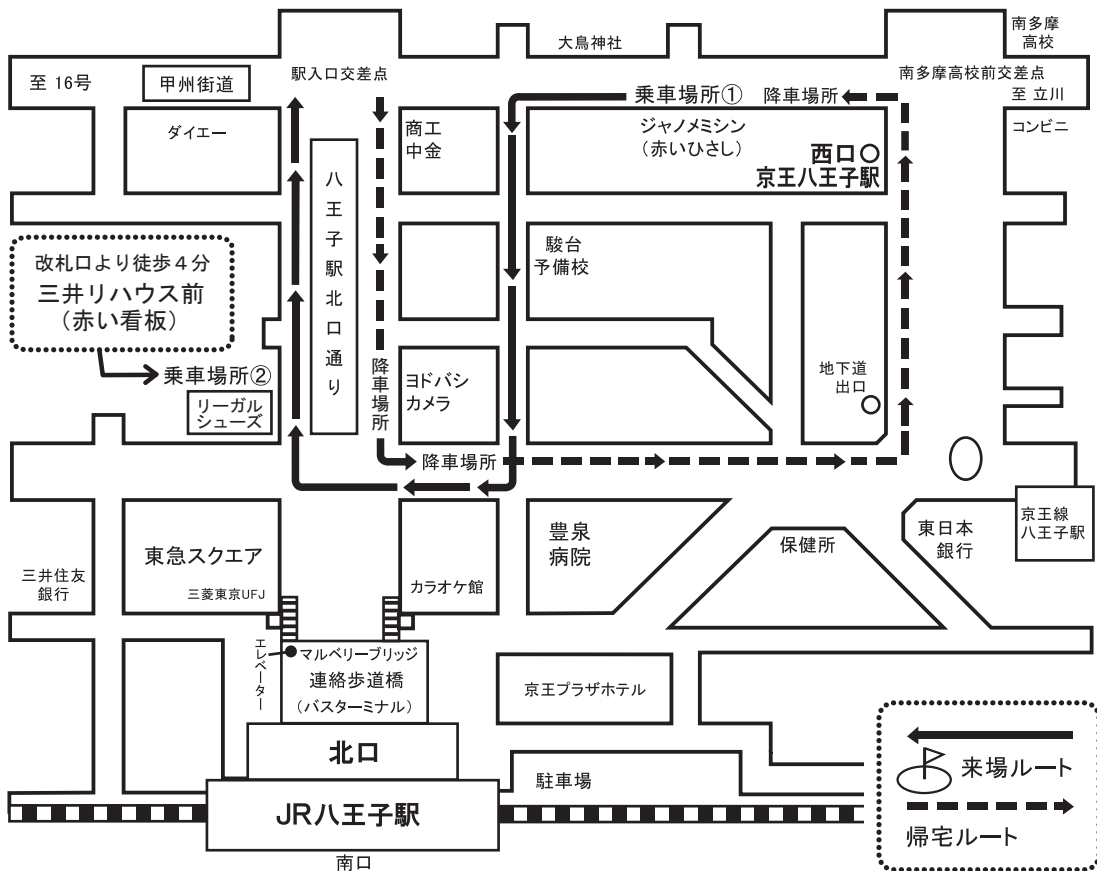 南多摩
高校
大鳥神社
至 16号
甲州街道
駅入口交差点
南多摩高校前交差点
至 立川
乗車場所①
降車場所
ダイエー
商工
中金
ジャノメミシン
(赤いひさし)
コンビニ
西口
京王八王子駅
八王子駅北口通り
改札口より徒歩4分
三井リハウス前
(赤い看板)
駿台
予備校
乗車場所②
リーガル
シューズ
降車場所
ヨドバシ
カメラ
地下道
出口
降車場所
東急スクエア
三菱東京UFJ
三井住友
銀行
カラオケ館
豊泉
病院
保健所
東日本
銀行
京王線
八王子駅
エレベーター
マルベリーブリッジ
連絡歩道橋
(バスターミナル)
京王プラザホテル
北口
駐車場
JR八王子駅
南口
来場ルート
帰宅ルート